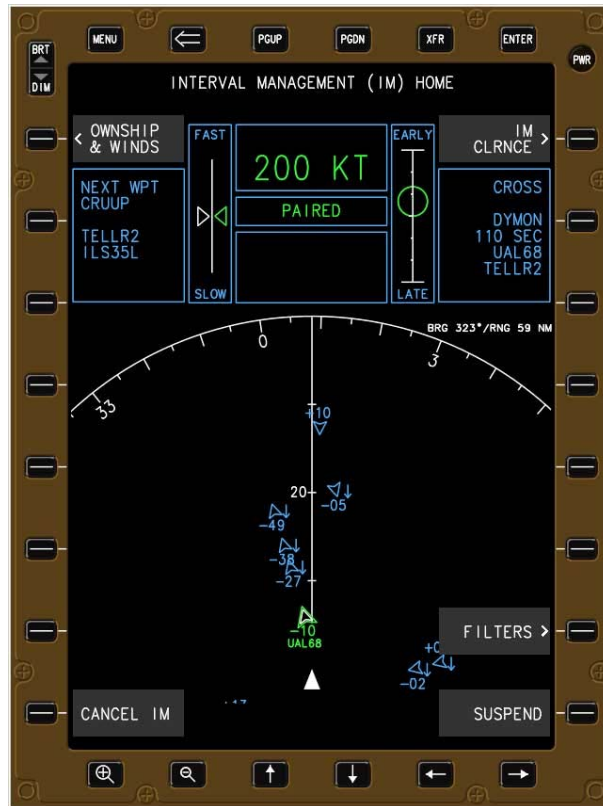 MENU
PGUP
PGDN
XFR
ENTER
BRT
DIM
PWR
INTERVAL MANAGEMENT (IM) HOME
< OWNSHIP
& WINDS
FAST
200 KT
EARLY
IM >
CLRNCE
NEXT WPT
CRUUP
TELLR2
ILS35L
PAIRED
CROSS
DYMON
110 SEC
UAL68
TELLR2
SLOW
LATE
BRG 323°/RNG 59 NM
0
3
33
+10
20
-05
-49
-38
-27
-10
UAL68
FILTERS >
-02
CANCEL IM
SUSPEND